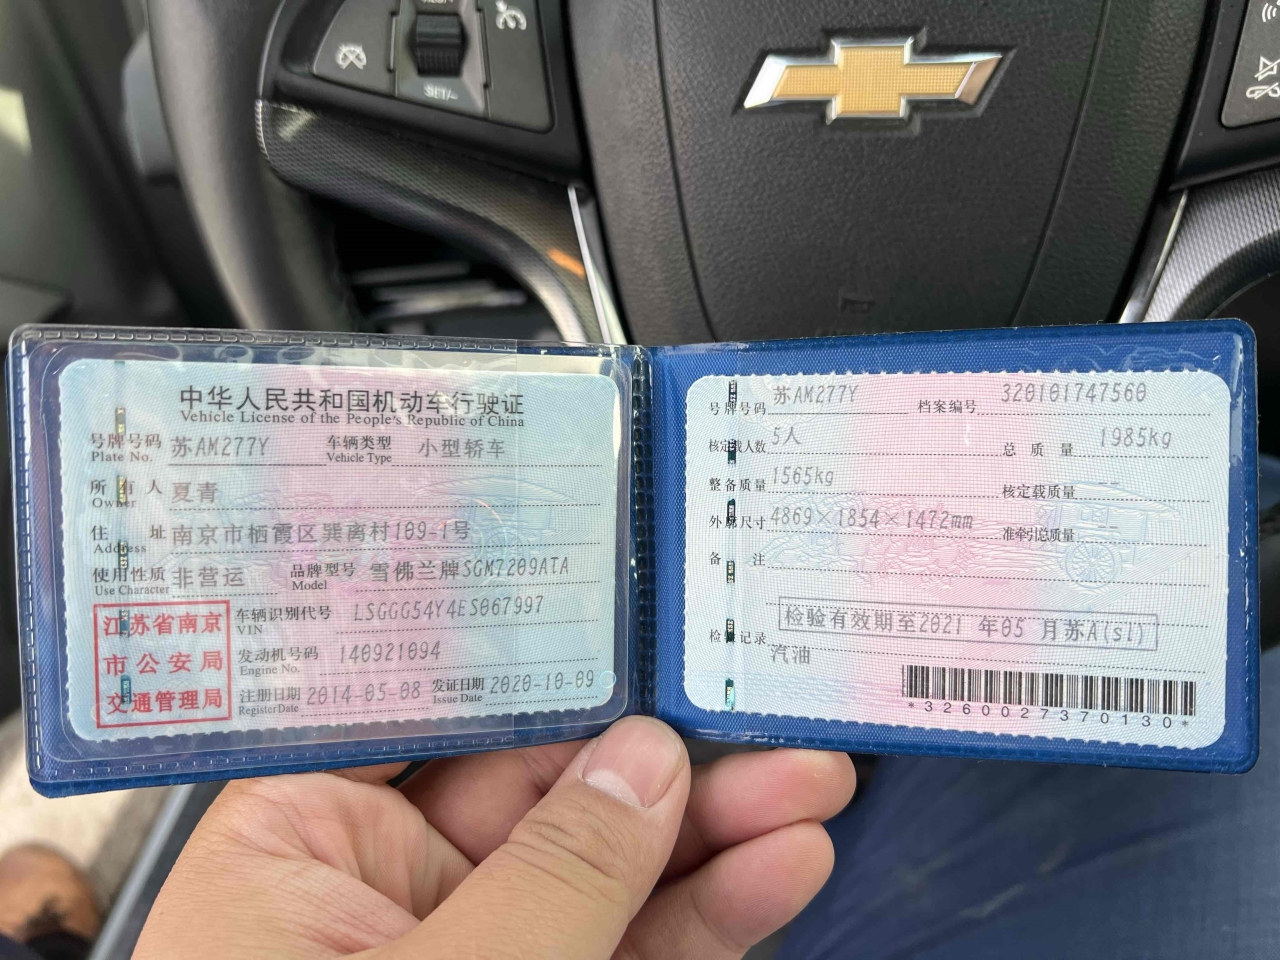 SET/-
中华人民共和国机动车行驶证
Vehicle License of the People's Republic of China
号牌号码 苏AM277Y 车辆类型 小型轿车
Plate No. Vehicle Type
所有人 夏青
Owner
住址 南京市栖霞区巽离村109-1号
Address
使用性质 非营运 品牌型号 雪佛兰牌SGM7209ATA
Use Character Model
江苏省南京
市公安局
交通管理局
车辆识别代号 LSGGG54Y4ES067997
VIN
发动机号码 140921094
Engine No.
注册日期 2014-05-08 发证日期 2020-10-09
Register Date Issue Date
号牌号码 苏AM277Y 档案编号 320101747560
核定载人数 5人 总质量 1985kg
整备质量 1565kg 核定载质量 --
外廓尺寸 4869×1854×1472mm 准牵引总质量 --
备注
检验记录 检验有效期至2021 年05 月苏A(sl)
汽油
*3260027370130*